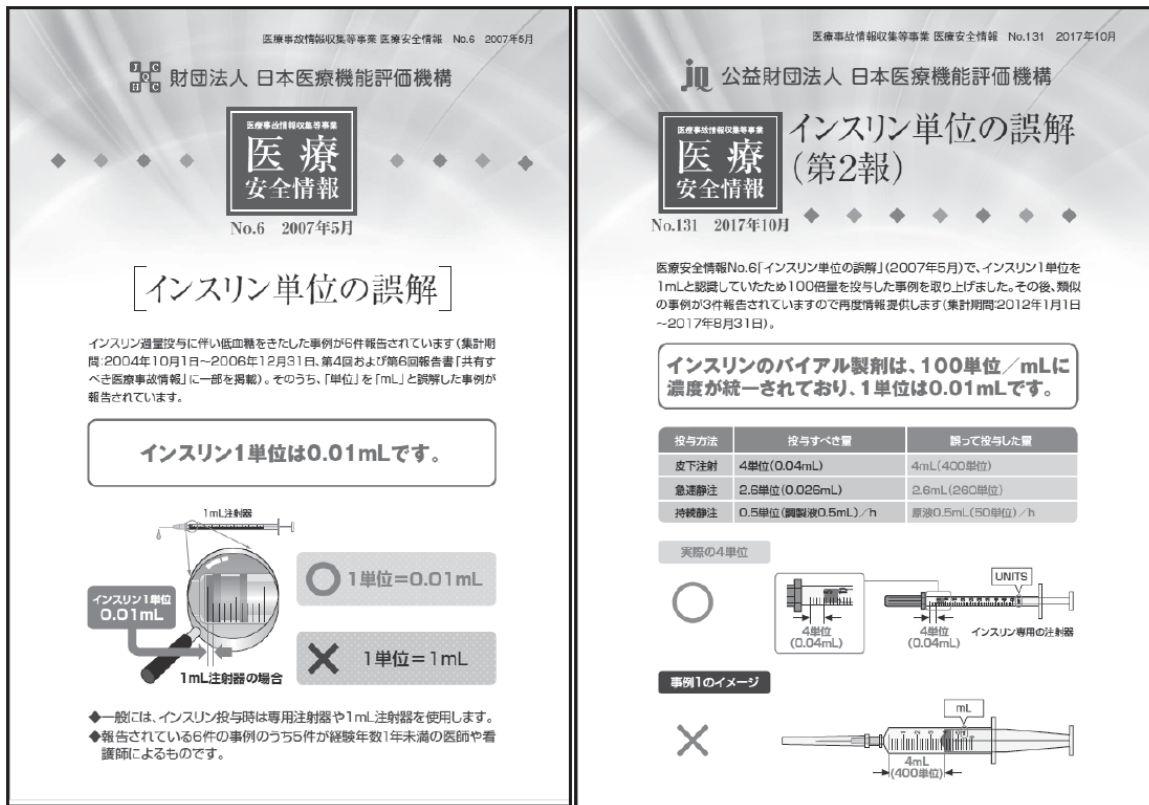 医療事故情報収集等事業 医療安全情報 No.6 2007年5月
財団法人 日本医療機能評価機構
医療事故情報収集等事業
医療
安全情報
No.6 2007年5月
[インスリン単位の誤解]
インスリン過量投与に伴い低血糖をきたした事例が6件報告されています(集計期
間:2004年10月1日~2006年12月31日、第4回および第6回報告書「共有す
べき医療事故情報」に一部を掲載)。そのうち、「単位」を「mL」と誤解した事例が
報告されています。
インスリン1単位は0.01mLです。
1mL注射器
インスリン1単位
0.01mL
1mL注射器の場合
1単位=0.01mL
1単位=1mL
◆一般には、インスリン投与時は専用注射器や1mL注射器を使用します。
◆報告されている6件の事例のうち5件が経験年数1年未満の医師や看
護師によるものです。
医療事故情報収集等事業 医療安全情報 No.131 2017年10月
jQ 公益財団法人 日本医療機能評価機構
医療事故情報収集等事業
医療
安全情報
No.131 2017年10月
インスリン単位の誤解
(第2報)
医療安全情報No.6「インスリン単位の誤解」(2007年5月)で、インスリン1単位を
1mLと認識していたため100倍量を投与した事例を取り上げました。その後、類似
の事例が3件報告されていますので再度情報提供します(集計期間:2012年1月1日
~2017年8月31日)。
インスリンのバイアル製剤は、100単位/mLに
濃度が統一されており、1単位は0.01mLです。
投与方法 投与すべき量 誤って投与した量
皮下注射 4単位(0.04mL) 4mL(400単位)
急速静注 2.6単位(0.026mL) 2.6mL(260単位)
持続静注 0.5単位(調製液0.5mL)/h 原液0.5mL(50単位)/h
実際の4単位
UNITS
4単位
(0.04mL)
4単位
(0.04mL)
インスリン専用の注射器
事例1のイメージ
mL
4mL
(400単位)